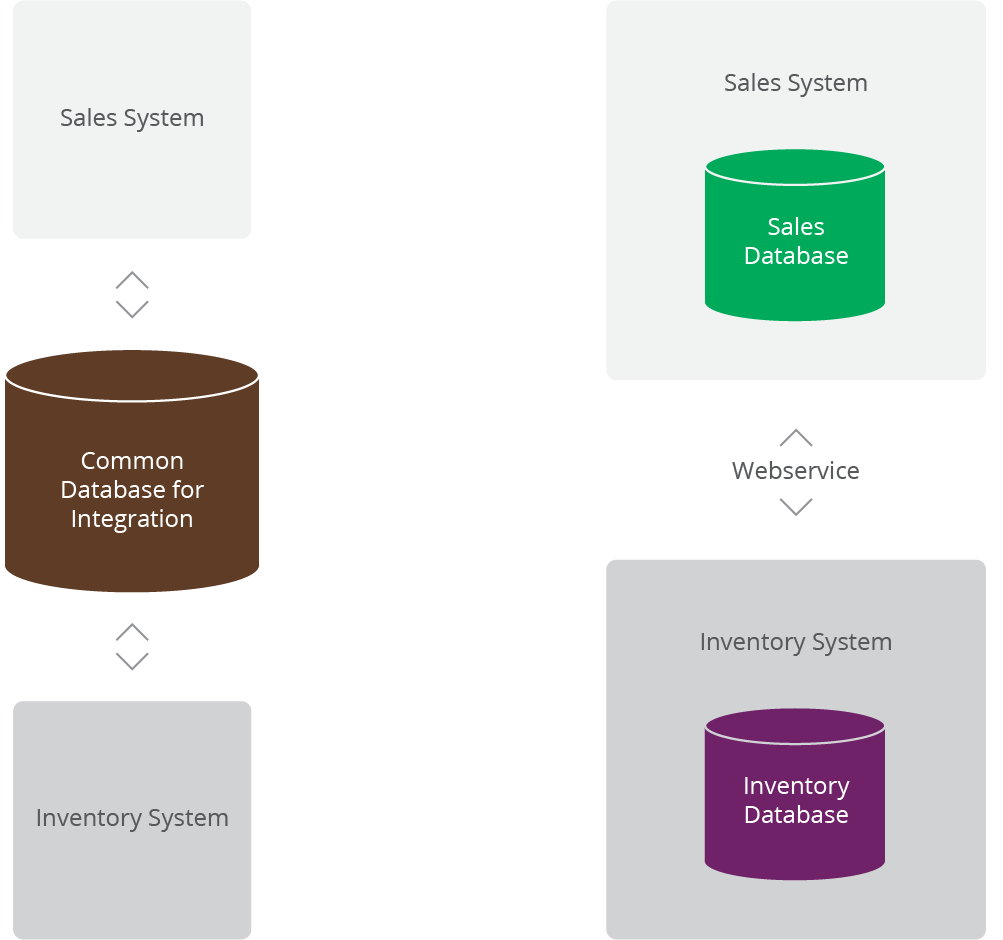 Sales System
Common
Database for
Integration
Inventory System
Sales System
Sales
Database
Webservice
Inventory System
Inventory
Database